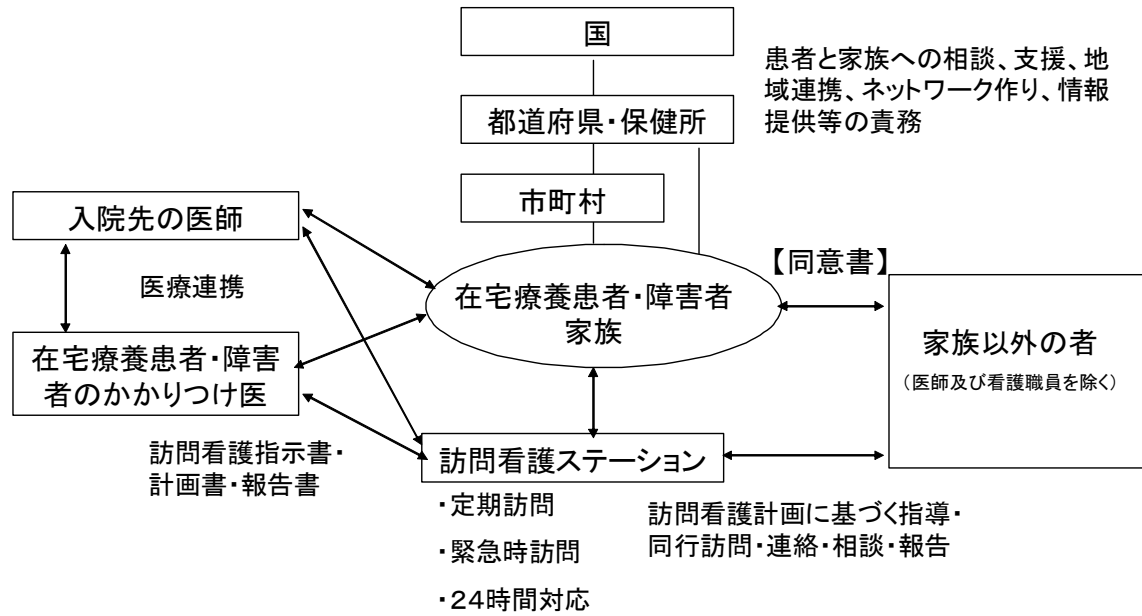 国
患者と家族への相談、支援、地
域連携、ネットワーク作り、情報
提供等の責務
都道府県・保健所
市町村
入院先の医師
医療連携
在宅療養患者・障害者
家族
【同意書】
家族以外の者
（医師及び看護職員を除く）
在宅療養患者・障害
者のかかりつけ医
訪問看護指示書・
計画書・報告書
訪問看護ステーション
・定期訪問
・緊急時訪問
・２４時間対応
訪問看護計画に基づく指導・
同行訪問・連絡・相談・報告